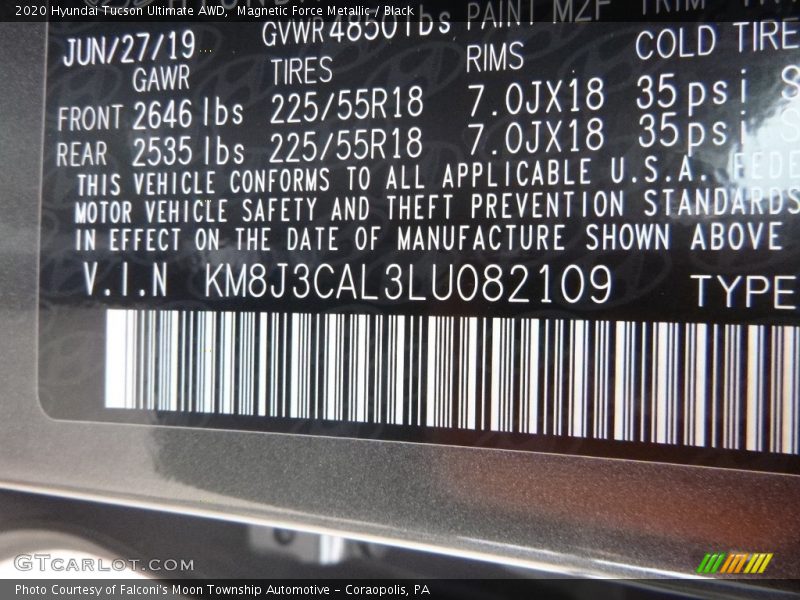 2020 Hyundai Tucson Ultimate AWD, Magnetic Force Metallic / Black
JUN/27/19 GVWR 4850 lbs PAINT M2F TRIM
GAWR TIRES RIMS COLD TIRE
FRONT 2646 lbs 225/55R18 7.0JX18 35psi
REAR 2535 lbs 225/55R18 7.0JX18 35psi
THIS VEHICLE CONFORMS TO ALL APPLICABLE U.S.A. FEDE
MOTOR VEHICLE SAFETY AND THEFT PREVENTION STANDARDS
IN EFFECT ON THE DATE OF MANUFACTURE SHOWN ABOVE
V.I.N KM8J3CAL3LU082109 TYPE
GTCARLOT.COM
Photo Courtesy of Falconi's Moon Township Automotive - Coraopolis, PA